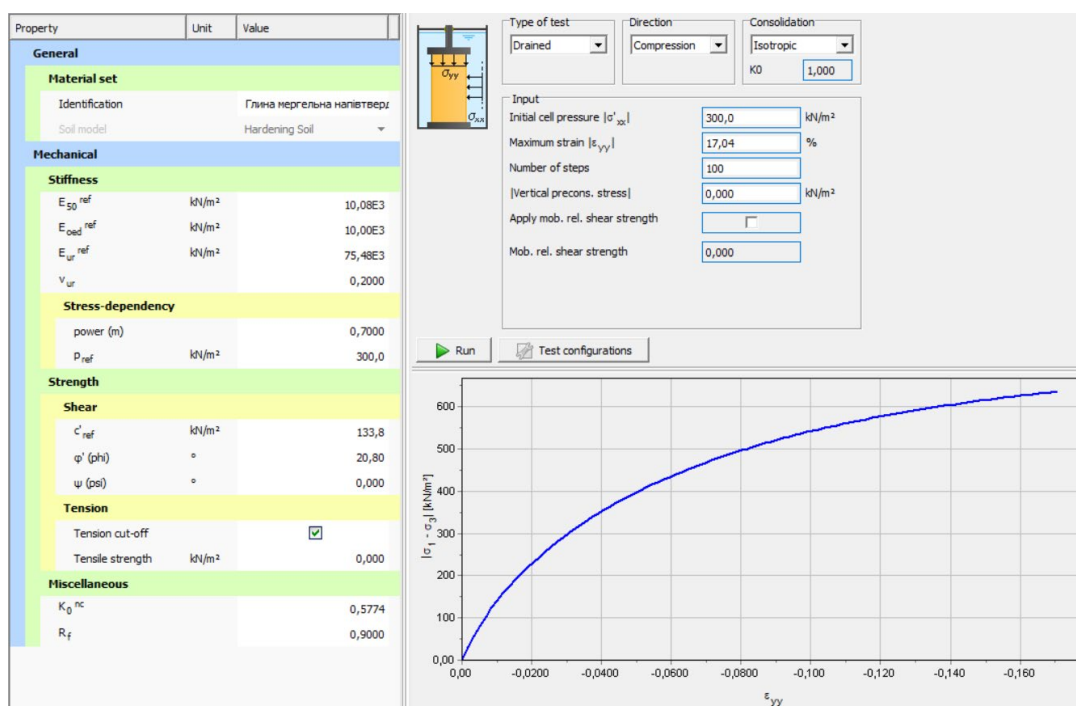 Property Unit Value
General
Material set
Identification Глина мергельна напівтверд
Soil model Hardening Soil
Mechanical
Stiffness
E50 ref kN/m² 10,08E3
Eoed ref kN/m² 10,00E3
Eur ref kN/m² 75,48E3
νur 0,2000
Stress-dependency
power (m) 0,7000
pref kN/m² 300,0
Strength
Shear
c'ref kN/m² 133,8
φ' (phi) ° 20,80
ψ (psi) ° 0,000
Tension
Tension cut-off
Tensile strength kN/m² 0,000
Miscellaneous
K0 nc 0,5774
Rf 0,9000
σyy
σxx
Type of test
Drained
Direction
Compression
Consolidation
Isotropic
K0 1,000
Input
Initial cell pressure |σ'xx| 300,0 kN/m²
Maximum strain |εyy| 17,04 %
Number of steps 100
|Vertical precons. stress| 0,000 kN/m²
Apply mob. rel. shear strength
Mob. rel. shear strength 0,000
Run Test configurations
|σ1 - σ3| [kN/m²]
600
500
400
300
200
100
0,00
0,00 -0,0200 -0,0400 -0,0600 -0,0800 -0,100 -0,120 -0,140 -0,160
εyy